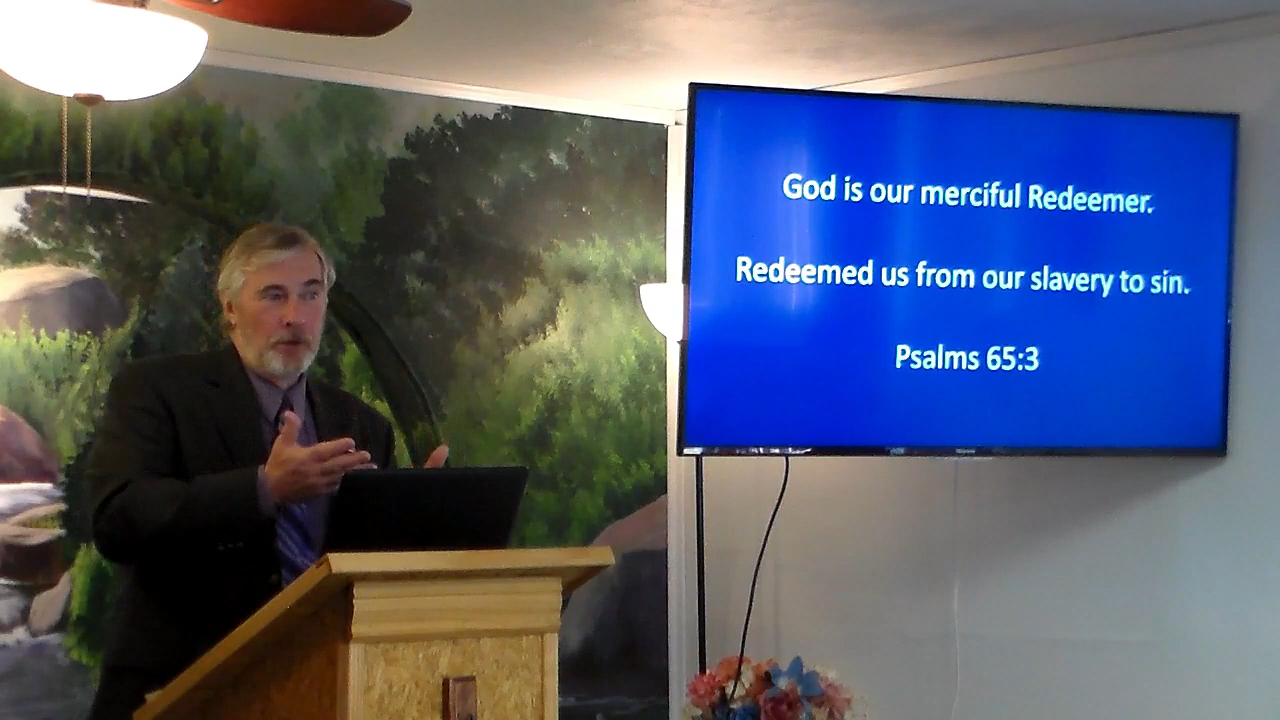 God is our merciful Redeemer.
Redeemed us from our slavery to sin.
Psalms 65:3